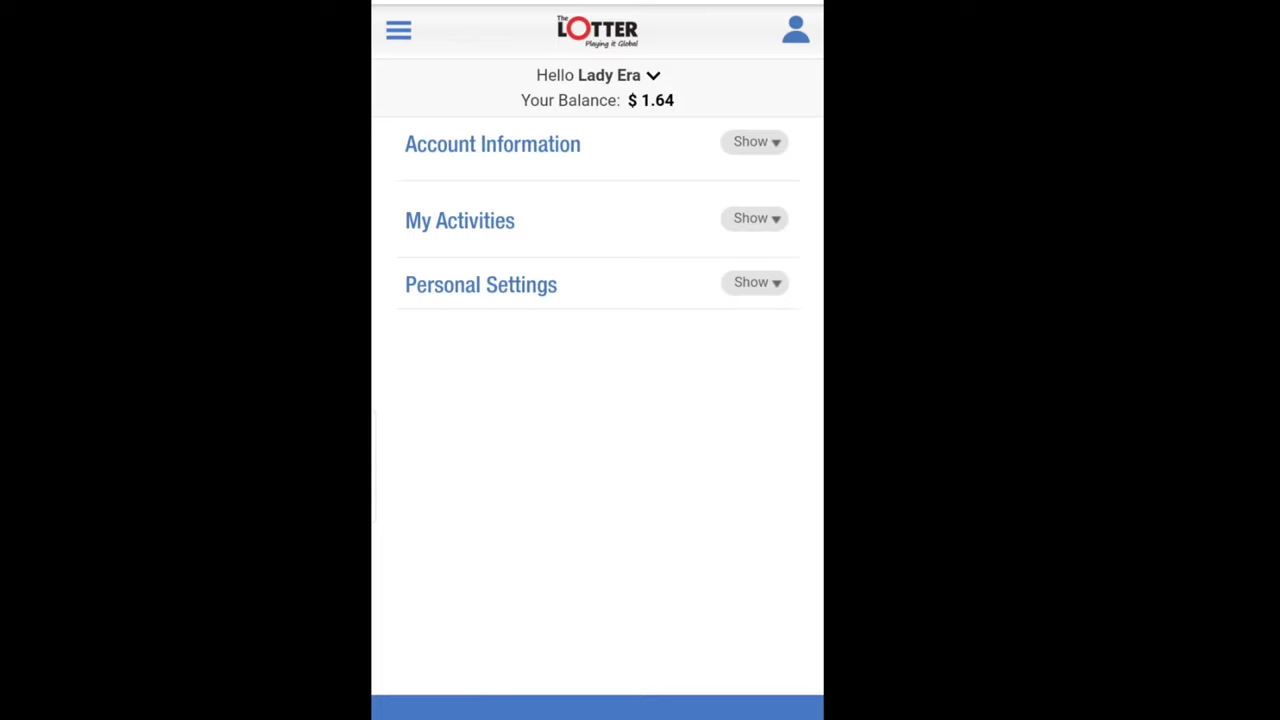 The
LOTTER
Playing it Global
Hello Lady Era
Your Balance: $ 1.64
Account Information
Show
My Activities
Show
Personal Settings
Show